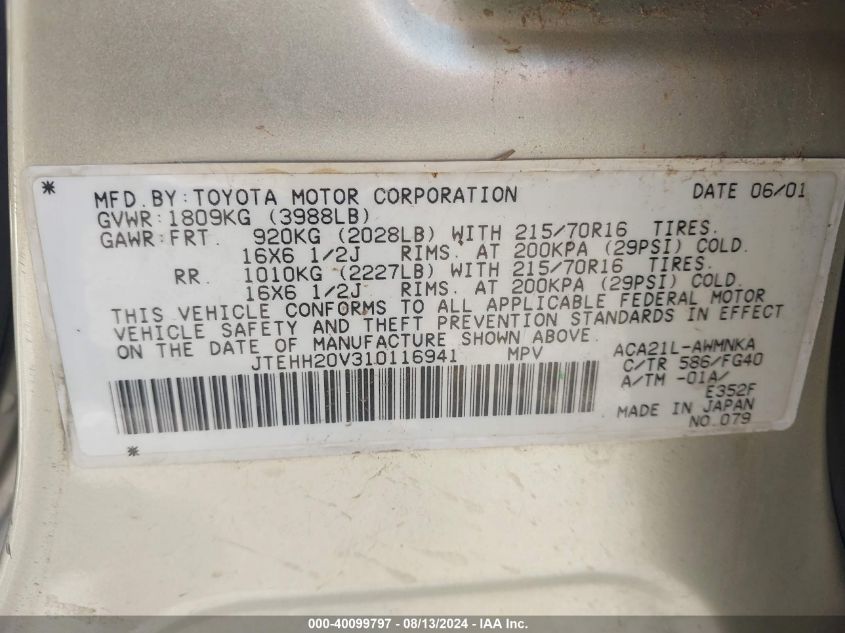 * MFD.BY:TOYOTA MOTOR CORPORATION DATE 06/01
GVWR:1809KG (3988LB)
GAWR:FRT. 920KG (2028LB) WITH 215/70R16 TIRES.
16X6 1/2J RIMS. AT 200KPA (29PSI) COLD.
RR. 1010KG (2227LB) WITH 215/70R16 TIRES.
16X6 1/2J RIMS. AT 200KPA (29PSI) COLD.
THIS VEHICLE CONFORMS TO ALL APPLICABLE FEDERAL MOTOR
VEHICLE SAFETY AND THEFT PREVENTION STANDARDS IN EFFECT
ON THE DATE OF MANUFACTURE SHOWN ABOVE.
JTEHH20V310116941 MPV ACA21L-AWMNKA
C/TR 586/FG40
A/TM -01A/
E352F
MADE IN JAPAN
NO.079
*
000-40099797 - 08/13/2024 - IAA Inc.